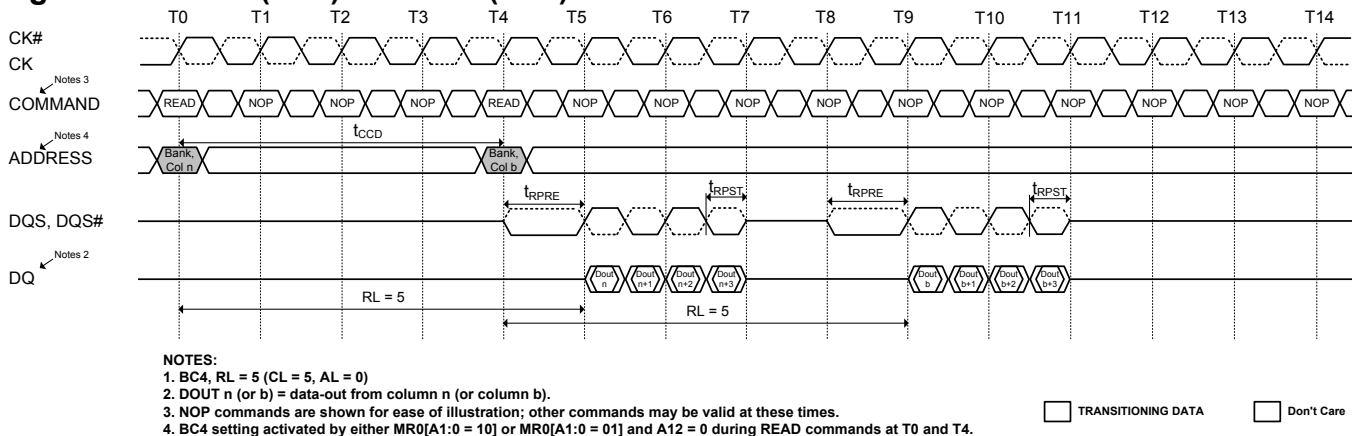 T0 T1 T2 T3 T4 T5 T6 T7 T8 T9 T10 T11 T12 T13 T14
CK#
CK
Notes 3
COMMAND READ NOP NOP NOP READ NOP NOP NOP NOP NOP NOP NOP NOP NOP NOP
tCCD
Notes 4
ADDRESS
Bank, Col n
Bank, Col b
tRPRE tRPST tRPRE tRPST
DQS, DQS#
Notes 2
DQ
Dout n Dout n+1 Dout n+2 Dout n+3 Dout b Dout b+1 Dout b+2 Dout b+3
RL = 5
RL = 5
NOTES:
1. BC4, RL = 5 (CL = 5, AL = 0)
2. DOUT n (or b) = data-out from column n (or column b).
3. NOP commands are shown for ease of illustration; other commands may be valid at these times.
4. BC4 setting activated by either MR0[A1:0 = 10] or MR0[A1:0 = 01] and A12 = 0 during READ commands at T0 and T4.
TRANSITIONING DATA Don't Care